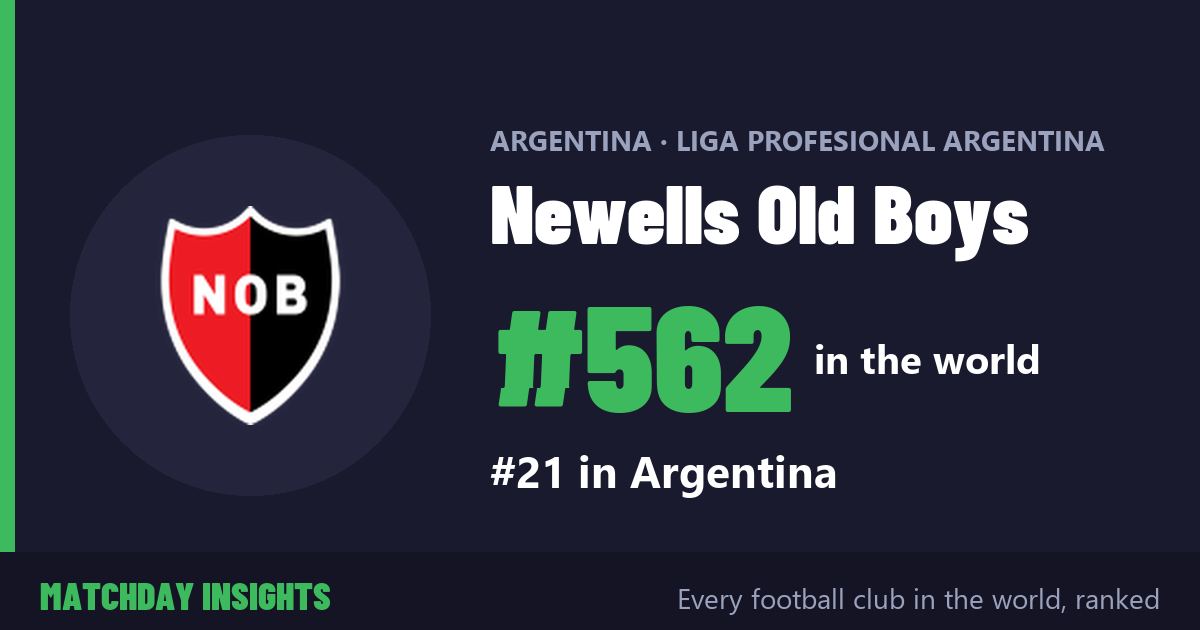 NOB
ARGENTINA · LIGA PROFESIONAL ARGENTINA
Newells Old Boys
#562 in the world
#21 in Argentina
MATCHDAY INSIGHTS
Every football club in the world, ranked